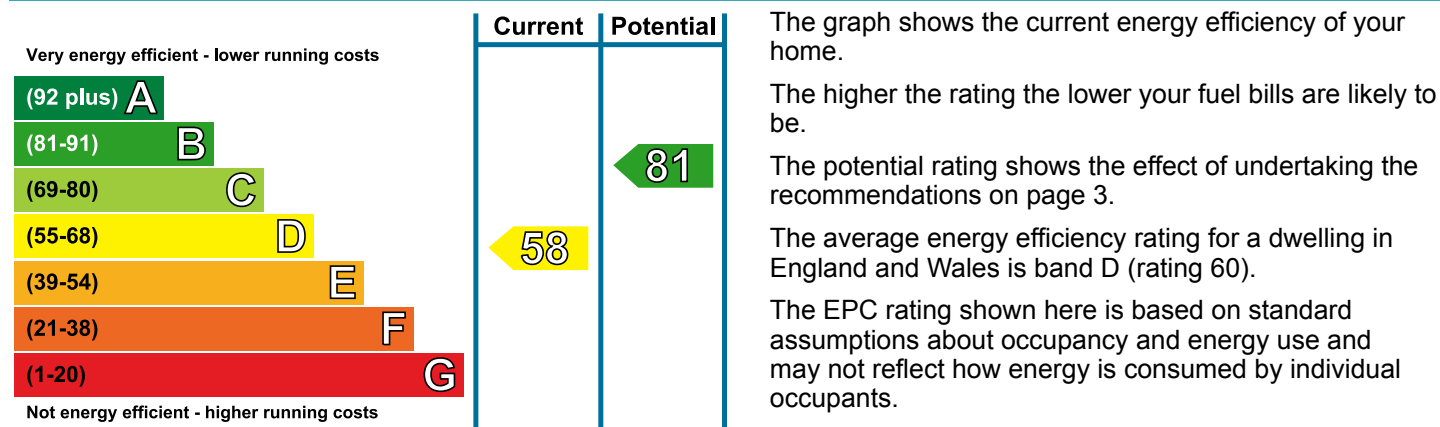 Current Potential
Very energy efficient - lower running costs
(92 plus) A
(81-91) B
(69-80) C
(55-68) D
(39-54) E
(21-38) F
(1-20) G
Not energy efficient - higher running costs
81
58
The graph shows the current energy efficiency of your
home.
The higher the rating the lower your fuel bills are likely to
be.
The potential rating shows the effect of undertaking the
recommendations on page 3.
The average energy efficiency rating for a dwelling in
England and Wales is band D (rating 60).
The EPC rating shown here is based on standard
assumptions about occupancy and energy use and
may not reflect how energy is consumed by individual
occupants.